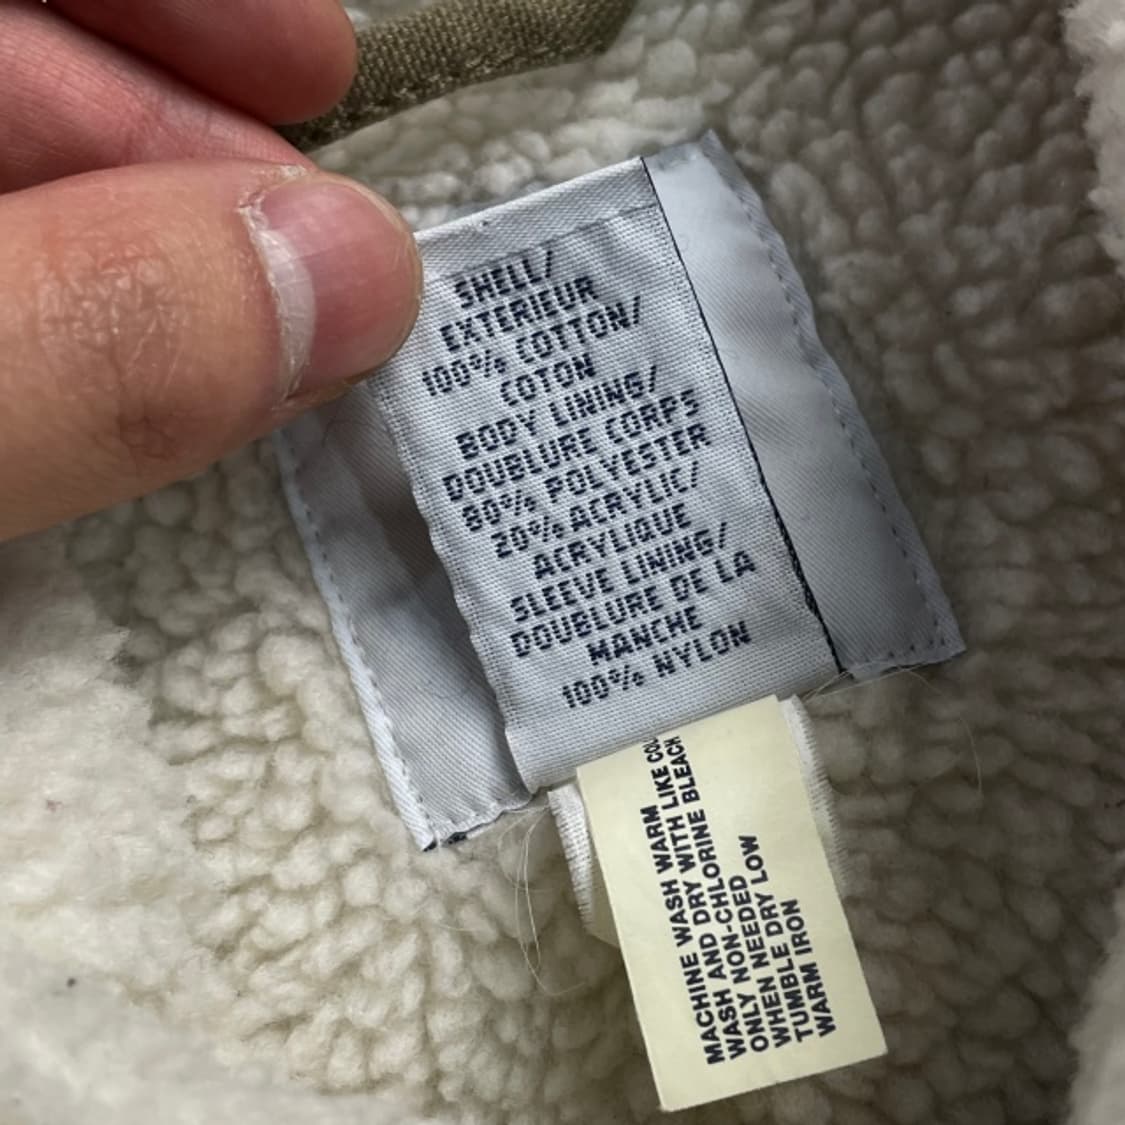 SHELL/
EXTERIEUR
100% COTTON/
COTON
BODY LINING/
DOUBLURE CORPS
80% POLYESTER
20% ACRYLIC/
ACRYLIQUE
SLEEVE LINING/
DOUBLURE DE LA
MANCHE
100% NYLON
MACHINE WASH WARM
WASH AND DRY WITH LIKE
ONLY NON-CHLORINE BLEACH
WHEN NEEDED
TUMBLE DRY LOW
WARM IRON